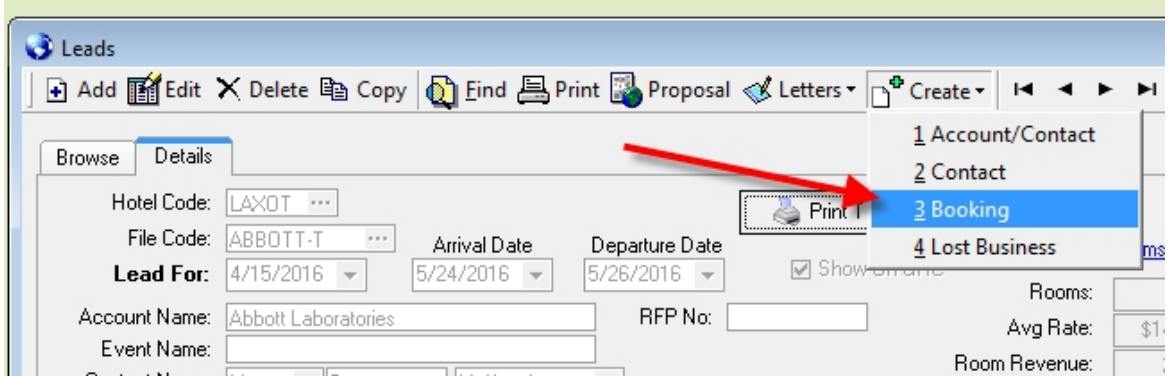 Leads
Add Edit Delete Copy Find Print Proposal Letters Create
1 Account/Contact
2 Contact
3 Booking
4 Lost Business
Browse Details
Hotel Code: LAXOT ...
Print
File Code: ABBOTT-T ...
Arrival Date Departure Date
Lead For: 4/15/2016 5/24/2016 5/26/2016
Show
Rooms:
Account Name: Abbott Laboratories RFP No:
Avg Rate:
Event Name:
Room Revenue: